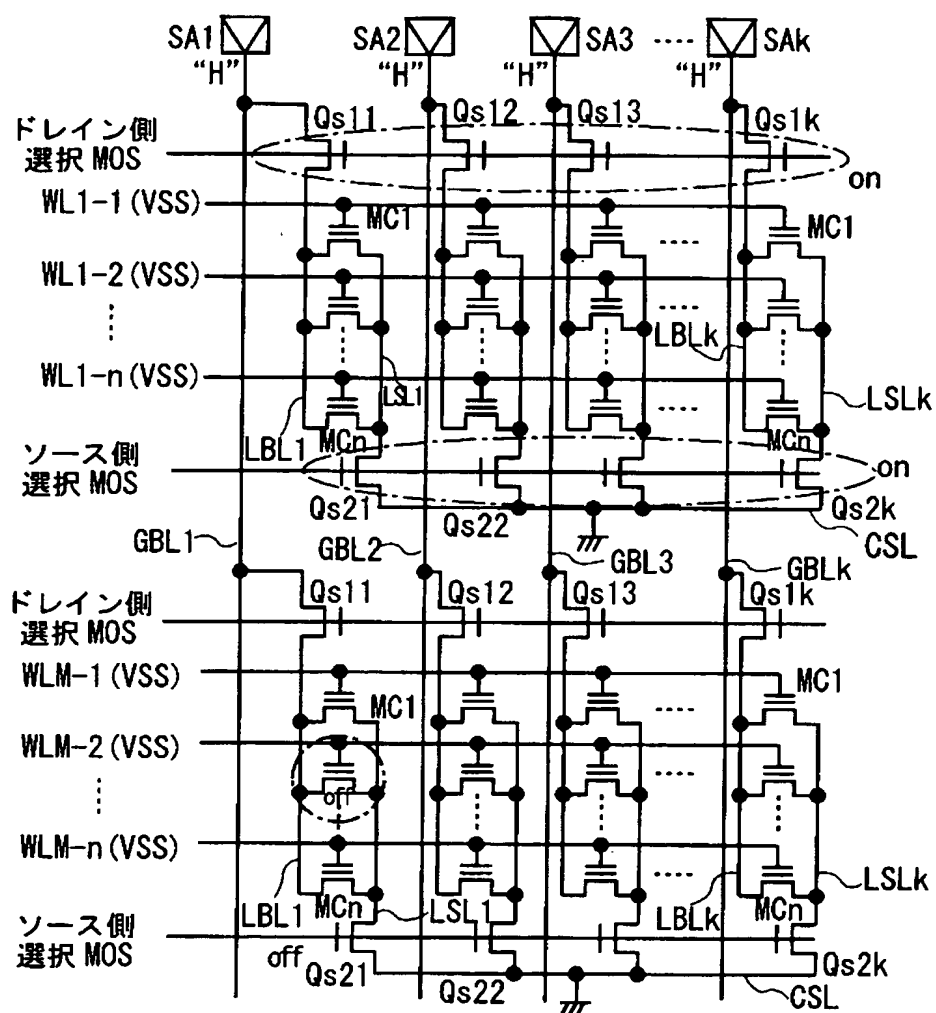 SA1 SA2 SA3 ···· SAk
“H” “H” “H” “H”
Qs11 Qs12 Qs13 Qs1k
ドレイン側
選択 MOS
on
WL1-1(VSS)
MC1 MC1
WL1-2(VSS)
WL1-n(VSS)
LSL1 LBLk LSLk
LBL1 MCn MCn
ソース側
選択 MOS
on
Qs21 Qs22 Qs2k
CSL
GBL1 GBL2 GBL3 GBLk
Qs11 Qs12 Qs13 Qs1k
ドレイン側
選択 MOS
WLM-1(VSS)
MC1 MC1
WLM-2(VSS)
off
WLM-n(VSS)
LBL1 MCn LSL1 LBLk MCn LSLk
ソース側
選択 MOS
off
Qs21 Qs22 Qs2k
CSL